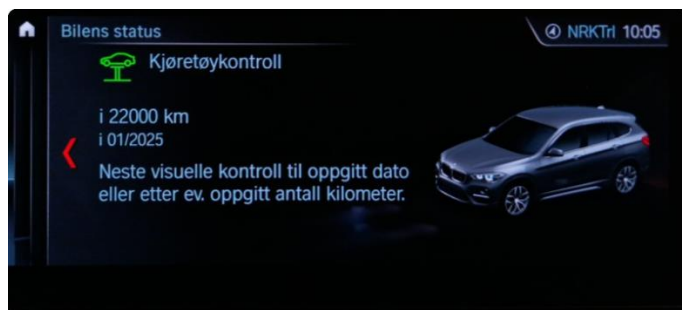 Bilens status
NRKTrl 10:05
Kjøretøykontroll
i 22000 km
i 01/2025
Neste visuelle kontroll til oppgitt dato
eller etter ev. oppgitt antall kilometer.